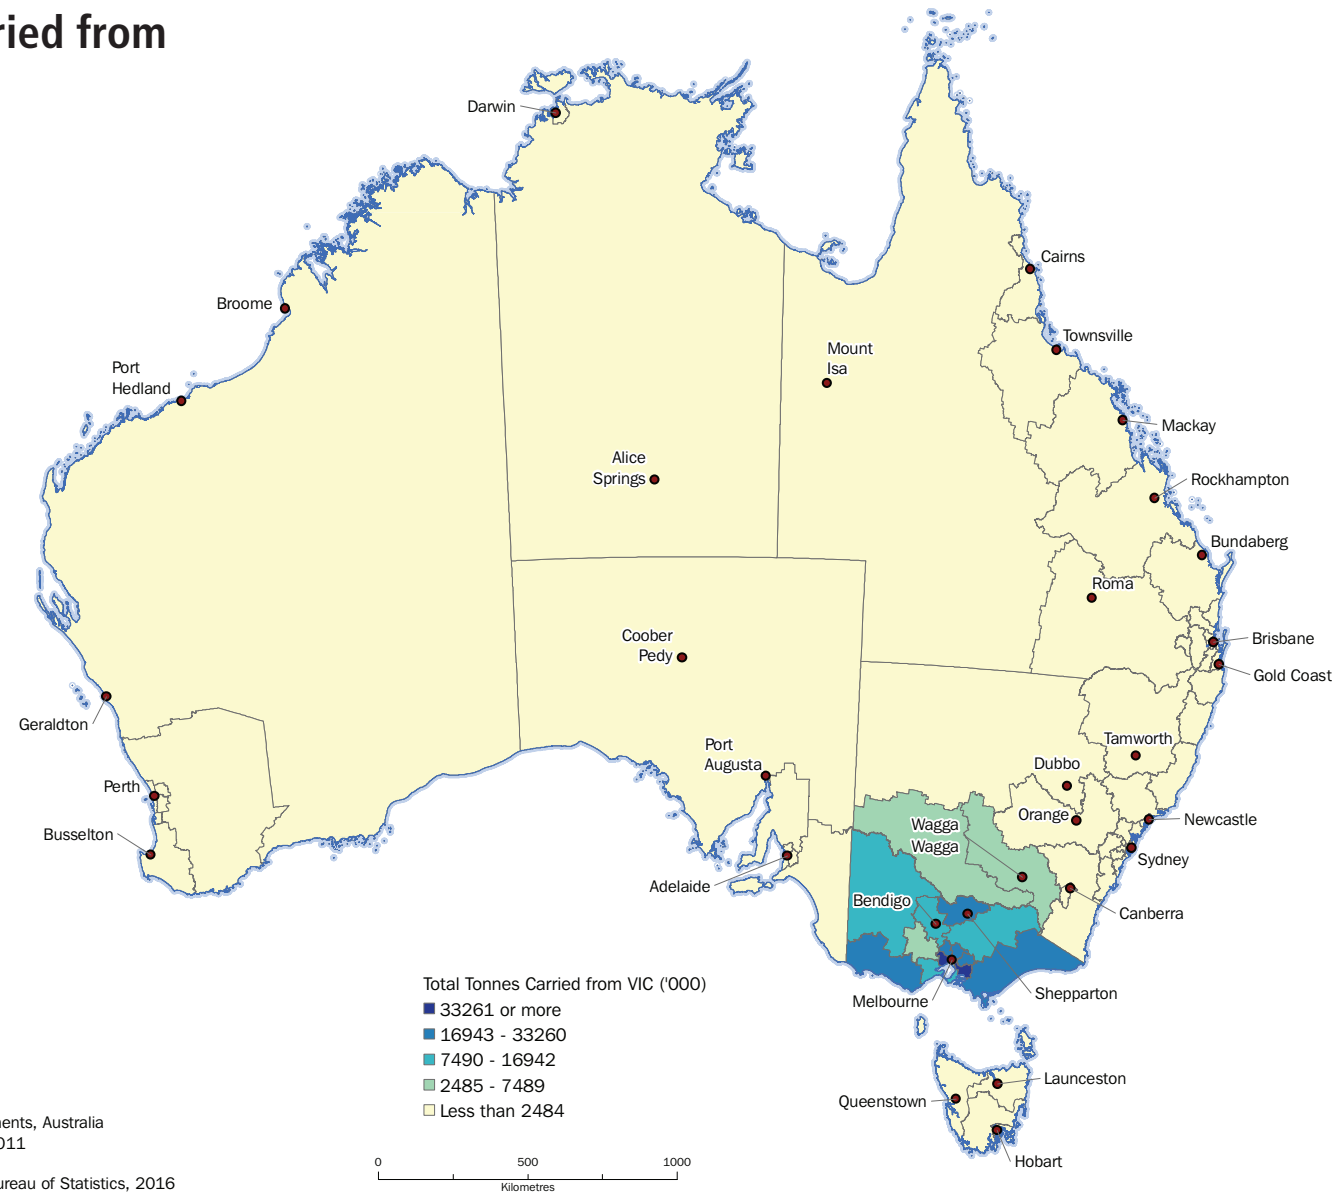 ried from
Darwin
Cairns
Broome
Townsville
Mount
Isa
Port
Hedland
Mackay
Alice
Springs
Rockhampton
Bundaberg
Roma
Coober
Pedy
Brisbane
Gold Coast
Geraldton
Port
Augusta
Tamworth
Dubbo
Perth
Orange
Newcastle
Wagga
Wagga
Busselton
Sydney
Adelaide
Bendigo
Canberra
Total Tonnes Carried from VIC ('000)
33261 or more
16943 - 33260
7490 - 16942
2485 - 7489
Less than 2484
Melbourne
Shepparton
Launceston
Queenstown
Hobart
ents, Australia
011
ureau of Statistics, 2016
0 500 1000
Kilometres